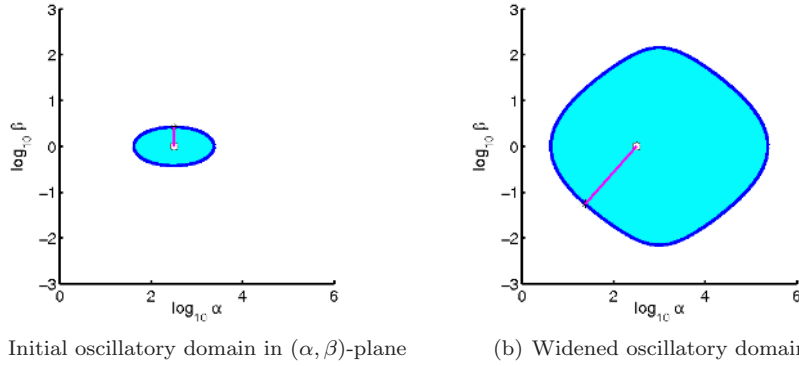 3
2
1
0
−1
−2
−3
log₁₀ β
0 2 4 6
log₁₀ α
Initial oscillatory domain in (α, β)-plane
3
2
1
0
−1
−2
−3
log₁₀ β
0 2 4 6
log₁₀ α
(b) Widened oscillatory domain